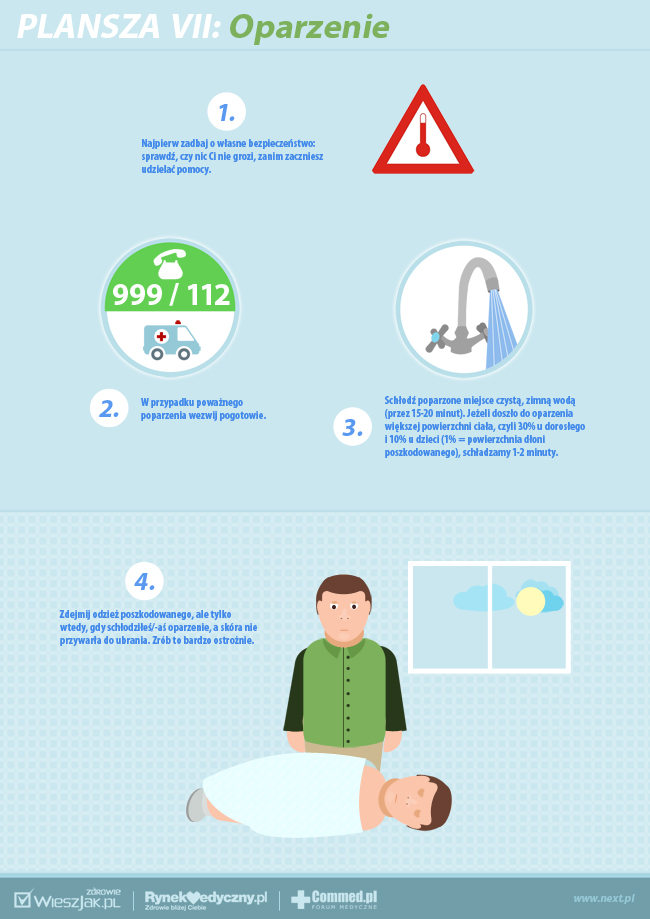 PLANSZA VII: Oparzenie
1.
Najpierw zadbaj o własne bezpieczeństwo:
sprawdź, czy nic Ci nie grozi, zanim zaczniesz
udzielać pomocy.
999 / 112
2.
W przypadku poważnego
poparzenia wezwij pogotowie.
3.
Schłodź poparzone miejsce czystą, zimną wodą
(przez 15-20 minut). Jeżeli doszło do oparzenia
większej powierzchni ciała, czyli 30% u dorosłego
i 10% u dzieci (1% = powierzchnia dłoni
poszkodowanego), schładzamy 1-2 minuty.
4.
Zdejmij odzież poszkodowanego, ale tylko
wtedy, gdy schłodziłeś/-aś oparzenie, a skóra nie
przywarła do ubrania. Zrób to bardzo ostrożnie.
ZDROWIE
WIESZJAK.PL
RynekMedyczny.pl
Zdrowie bliżej Ciebie
Commed.pl
FORUM MEDYCZNE
www.next.pl